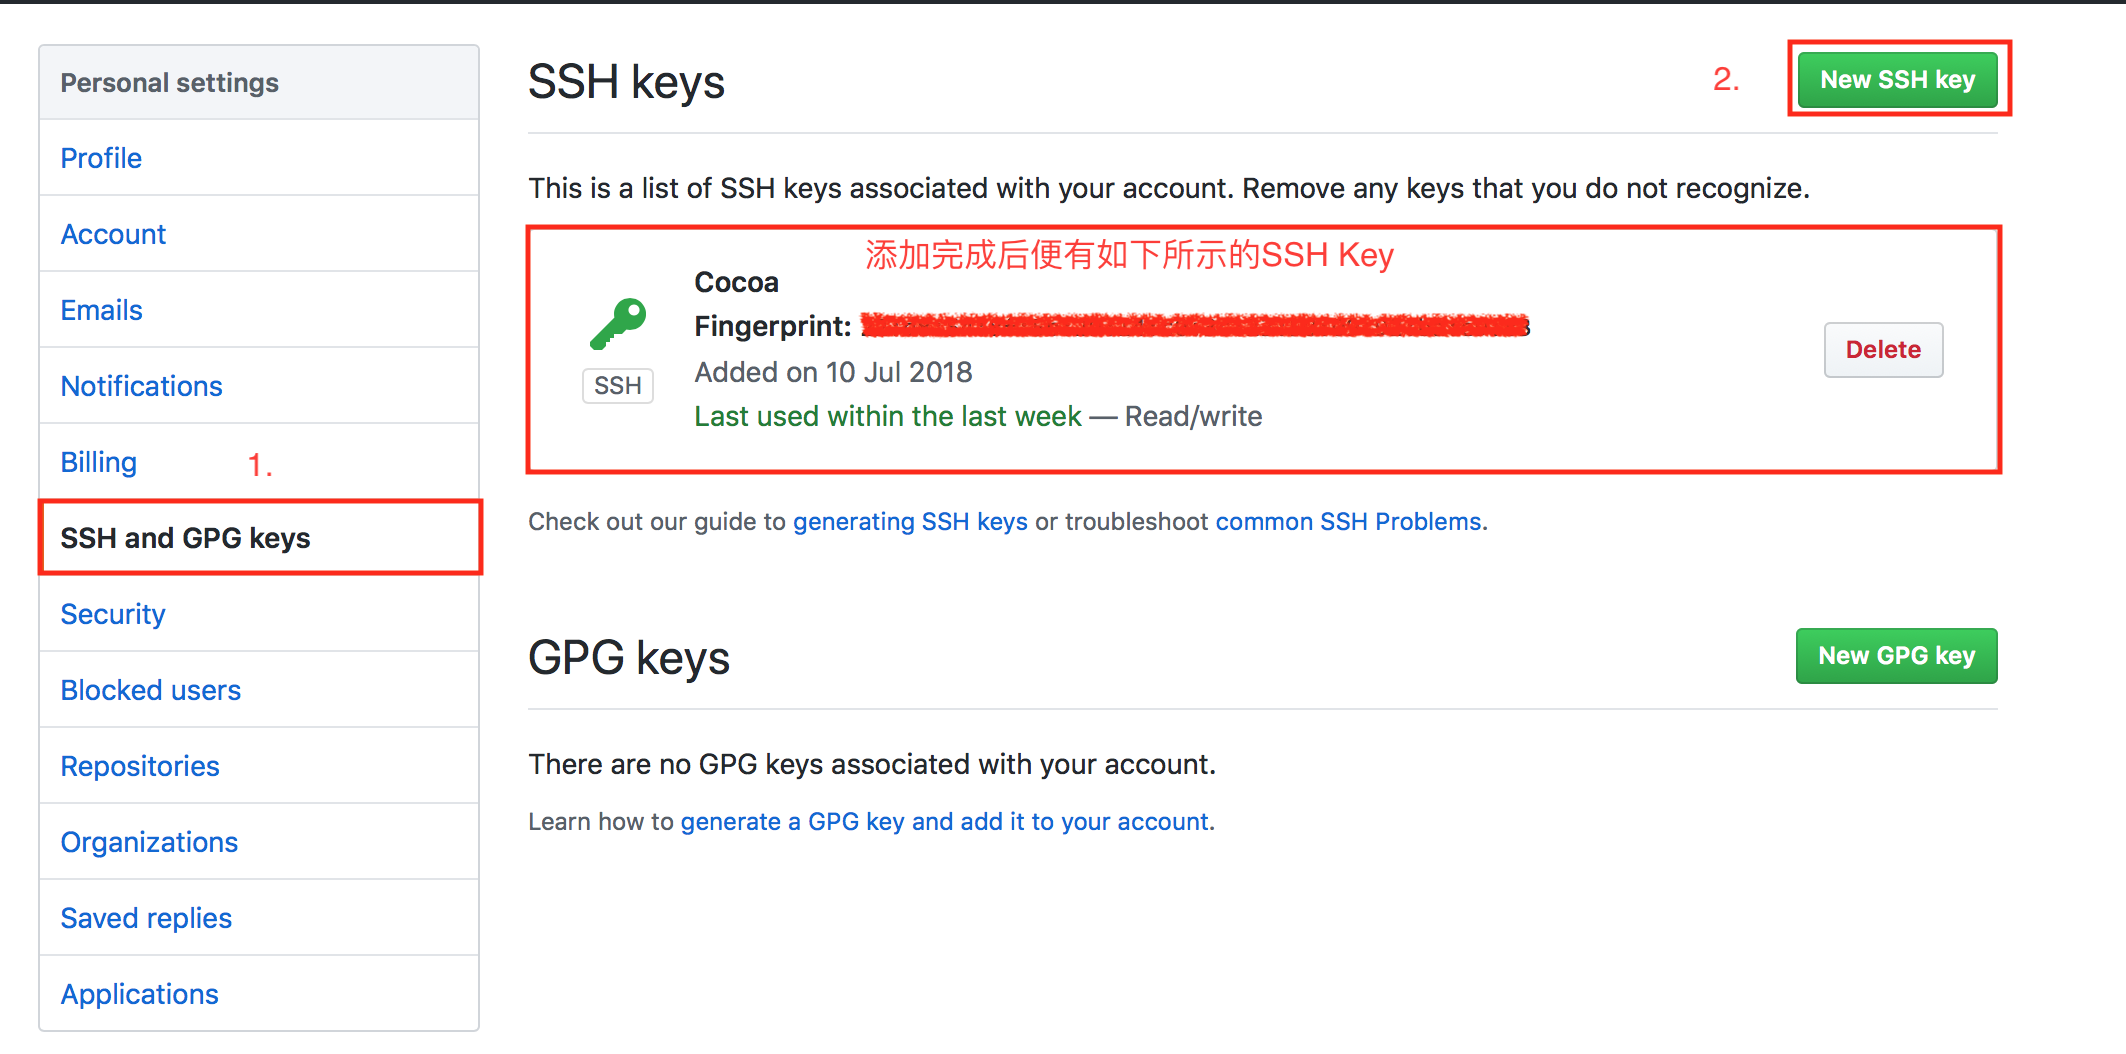 Personal settings
Profile
Account
Emails
Notifications
Billing
1.
SSH and GPG keys
Security
Blocked users
Repositories
Organizations
Saved replies
Applications
SSH keys
2.
New SSH key
This is a list of SSH keys associated with your account. Remove any keys that you do not recognize.
添加完成后便有如下所示的SSH Key
Cocoa
Fingerprint:
SSH
Added on 10 Jul 2018
Last used within the last week — Read/write
Delete
Check out our guide to generating SSH keys or troubleshoot common SSH Problems.
GPG keys
New GPG key
There are no GPG keys associated with your account.
Learn how to generate a GPG key and add it to your account.